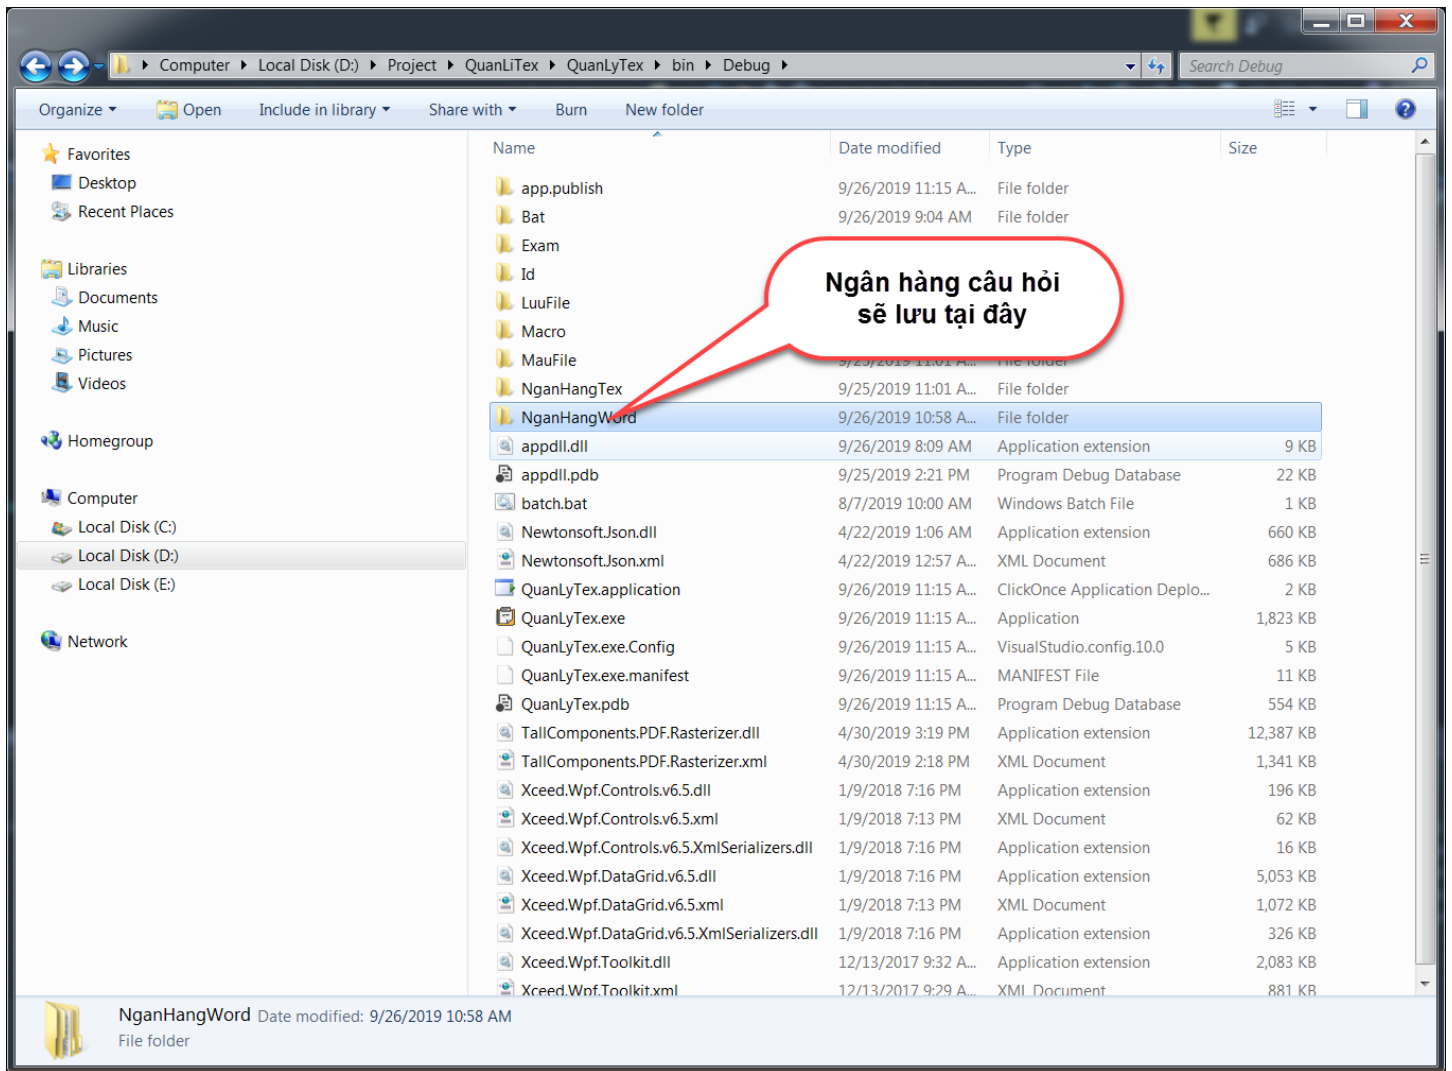 Computer Local Disk (D:) Project QuanLiTex QuanLyTex bin Debug
Search Debug
Organize Open Include in library Share with Burn New folder
Favorites
Desktop
Recent Places
Libraries
Documents
Music
Pictures
Videos
Homegroup
Computer
Local Disk (C:)
Local Disk (D:)
Local Disk (E:)
Network
Name Date modified Type Size
app.publish 9/26/2019 11:15 A... File folder
Bat 9/26/2019 9:04 AM File folder
Exam
Id
LuuFile
Macro
MauFile 9/25/2019 11:01 AM File folder
NganHangTex 9/25/2019 11:01 AM File folder
NganHangWord 9/26/2019 10:58 A... File folder
appdll.dll 9/26/2019 8:09 AM Application extension 9 KB
appdll.pdb 9/25/2019 2:21 PM Program Debug Database 22 KB
batch.bat 8/7/2019 10:00 AM Windows Batch File 1 KB
Newtonsoft.Json.dll 4/22/2019 1:06 AM Application extension 660 KB
Newtonsoft.Json.xml 4/22/2019 12:57 A... XML Document 686 KB
QuanLyTex.application 9/26/2019 11:15 A... ClickOnce Application Deplo... 2 KB
QuanLyTex.exe 9/26/2019 11:15 A... Application 1,823 KB
QuanLyTex.exe.Config 9/26/2019 11:15 A... VisualStudio.config.10.0 5 KB
QuanLyTex.exe.manifest 9/26/2019 11:15 A... MANIFEST File 11 KB
QuanLyTex.pdb 9/26/2019 11:15 A... Program Debug Database 554 KB
TallComponents.PDF.Rasterizer.dll 4/30/2019 3:19 PM Application extension 12,387 KB
TallComponents.PDF.Rasterizer.xml 4/30/2019 2:18 PM XML Document 1,341 KB
Xceed.Wpf.Controls.v6.5.dll 1/9/2018 7:16 PM Application extension 196 KB
Xceed.Wpf.Controls.v6.5.xml 1/9/2018 7:13 PM XML Document 62 KB
Xceed.Wpf.Controls.v6.5.XmlSerializers.dll 1/9/2018 7:16 PM Application extension 16 KB
Xceed.Wpf.DataGrid.v6.5.dll 1/9/2018 7:16 PM Application extension 5,053 KB
Xceed.Wpf.DataGrid.v6.5.xml 1/9/2018 7:13 PM XML Document 1,072 KB
Xceed.Wpf.DataGrid.v6.5.XmlSerializers.dll 1/9/2018 7:16 PM Application extension 326 KB
Xceed.Wpf.Toolkit.dll 12/13/2017 9:32 A... Application extension 2,083 KB
Xceed.Wpf.Toolkit.xml 12/13/2017 9:29 A... XML Document 881 KB
Ngân hàng câu hỏi
sẽ lưu tại đây
NganHangWord Date modified: 9/26/2019 10:58 AM
File folder